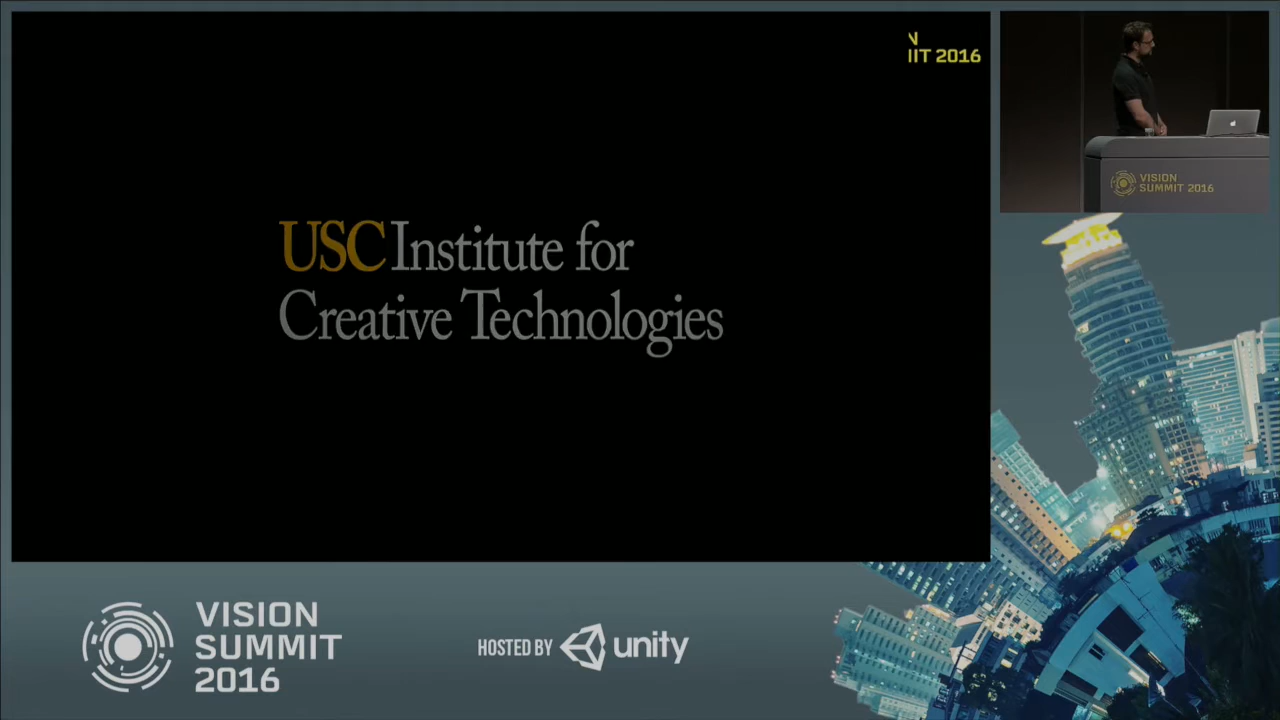 N
IIT 2016
USC Institute for
Creative Technologies
VISION
SUMMIT 2016
VISION
SUMMIT
2016
HOSTED BY unity